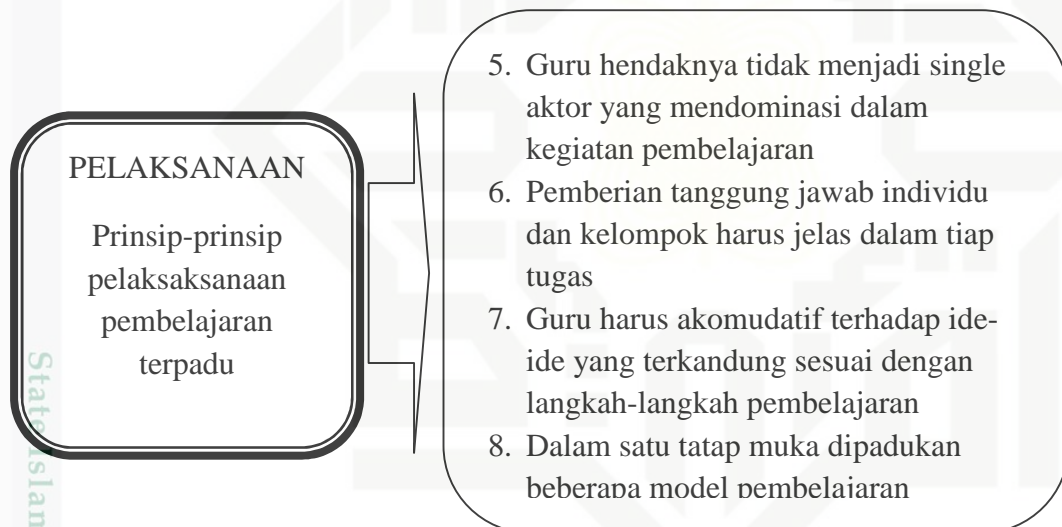 PELAKSANAAN
Prinsip-prinsip
pelaksaksanaan
pembelajaran
terpadu
5. Guru hendaknya tidak menjadi single
aktor yang mendominasi dalam
kegiatan pembelajaran
6. Pemberian tanggung jawab individu
dan kelompok harus jelas dalam tiap
tugas
7. Guru harus akomudatif terhadap ide-
ide yang terkandung sesuai dengan
langkah-langkah pembelajaran
8. Dalam satu tatap muka dipadukan
beberapa model pembelajaran
State Islam